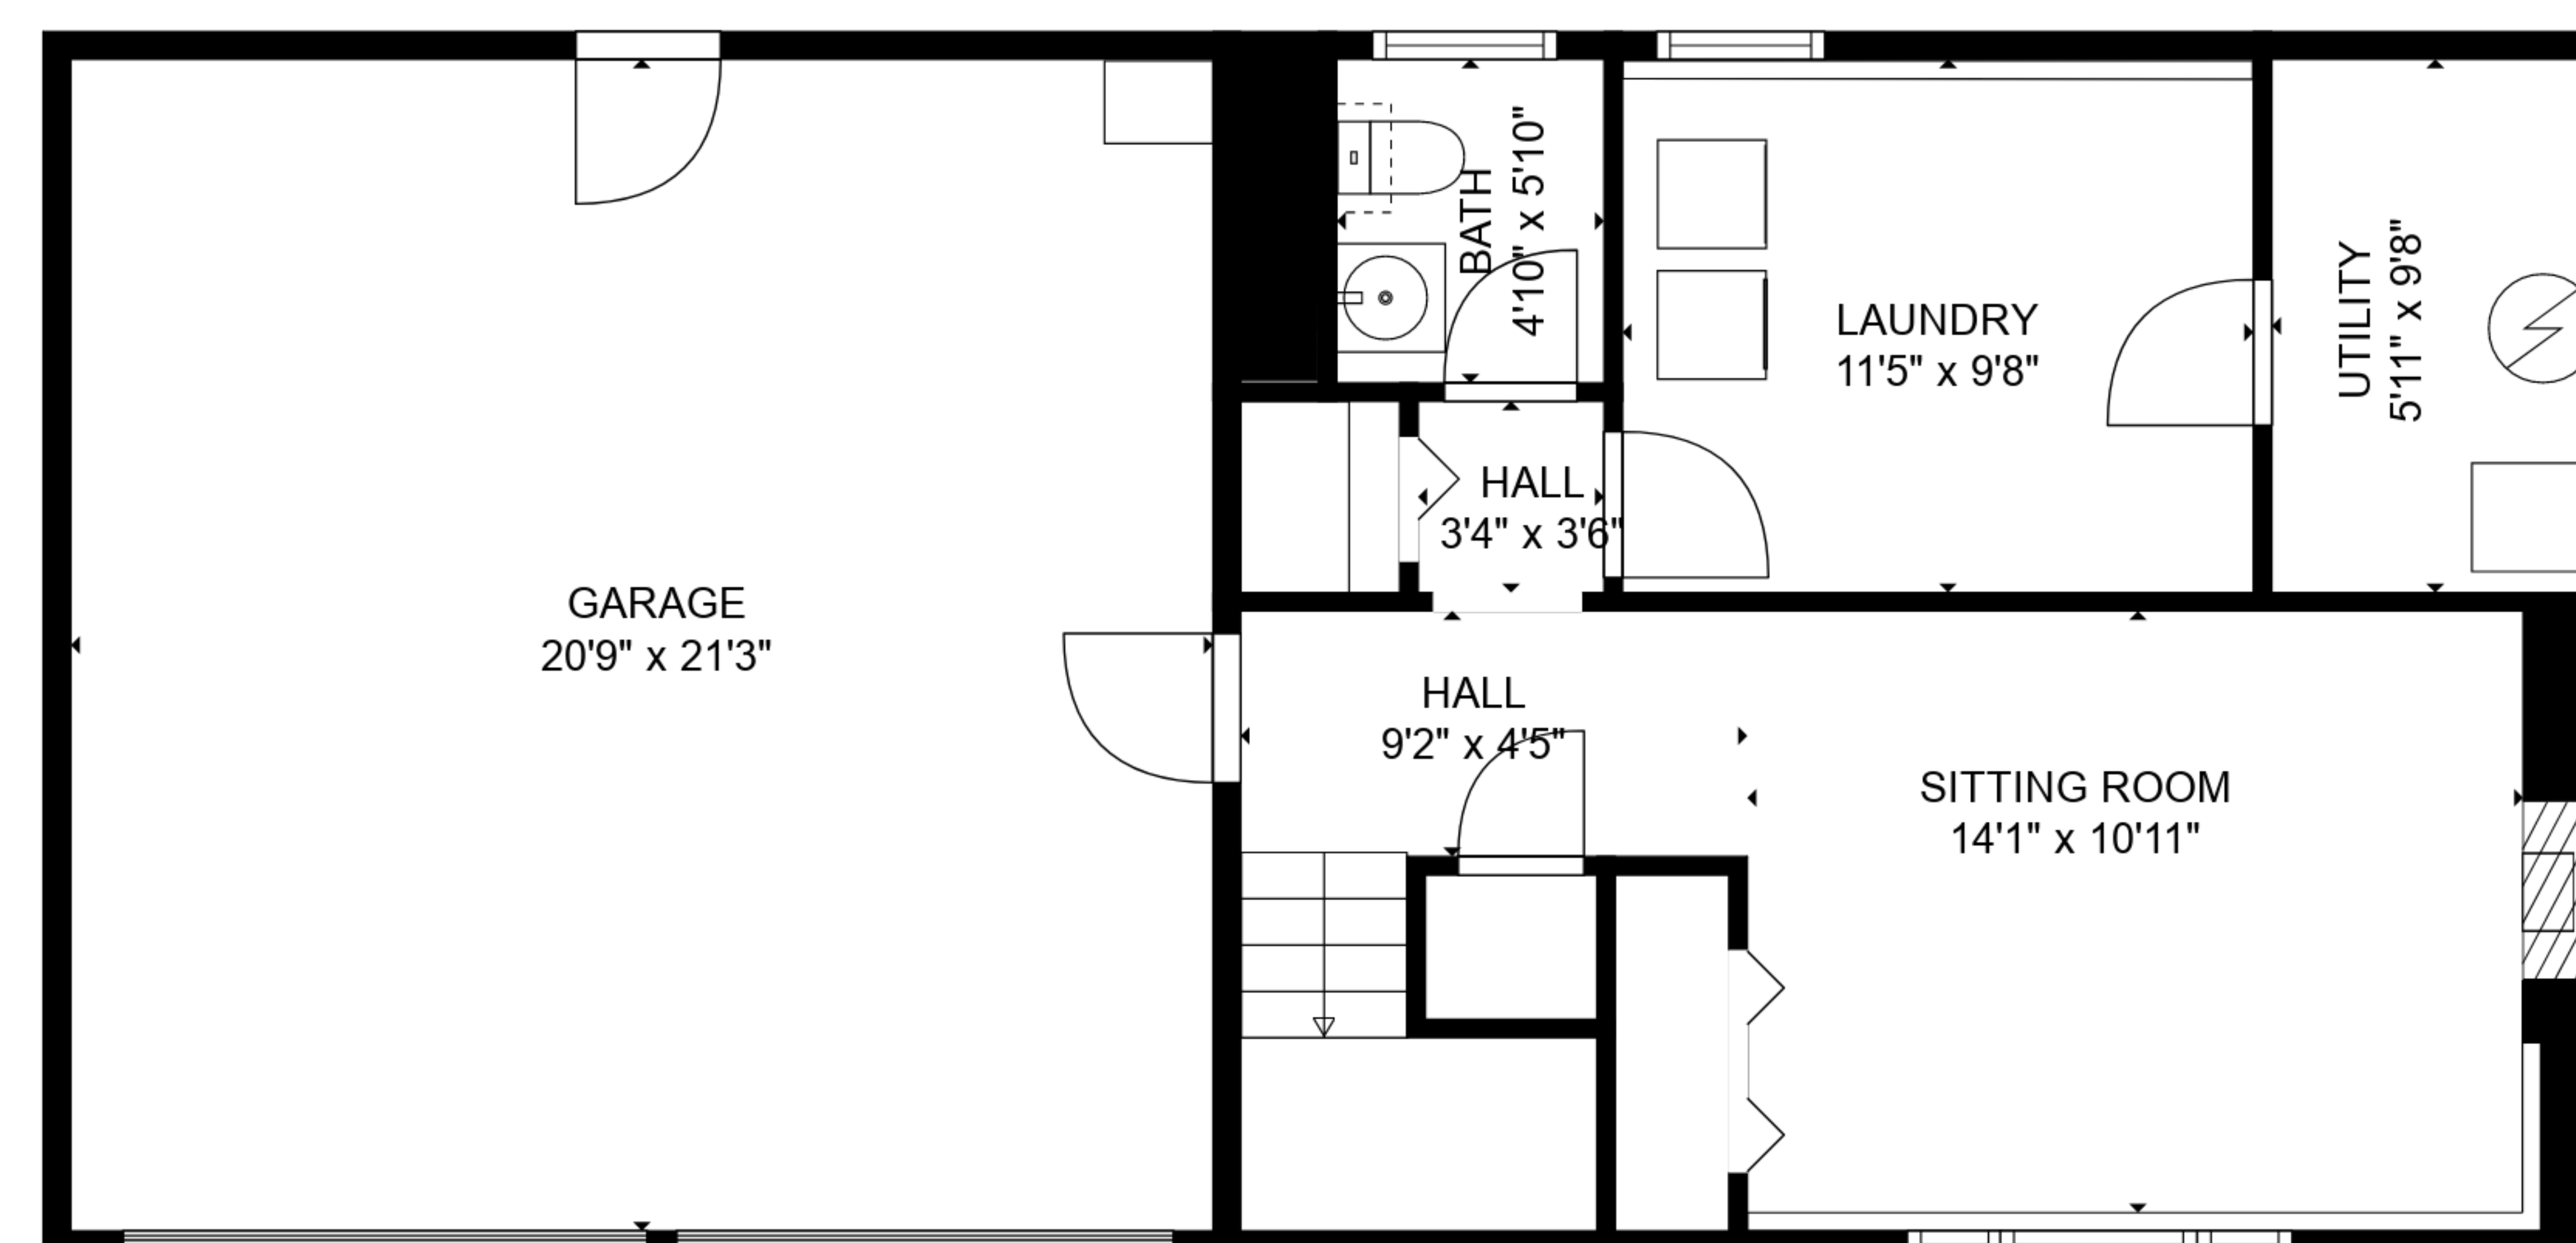 BATH
4'10" x 5'10"
LAUNDRY
11'5" x 9'8"
UTILITY
5'11" x 9'8"
HALL
3'4" x 3'6"
GARAGE
20'9" x 21'3"
HALL
9'2" x 4'5"
SITTING ROOM
14'1" x 10'11"